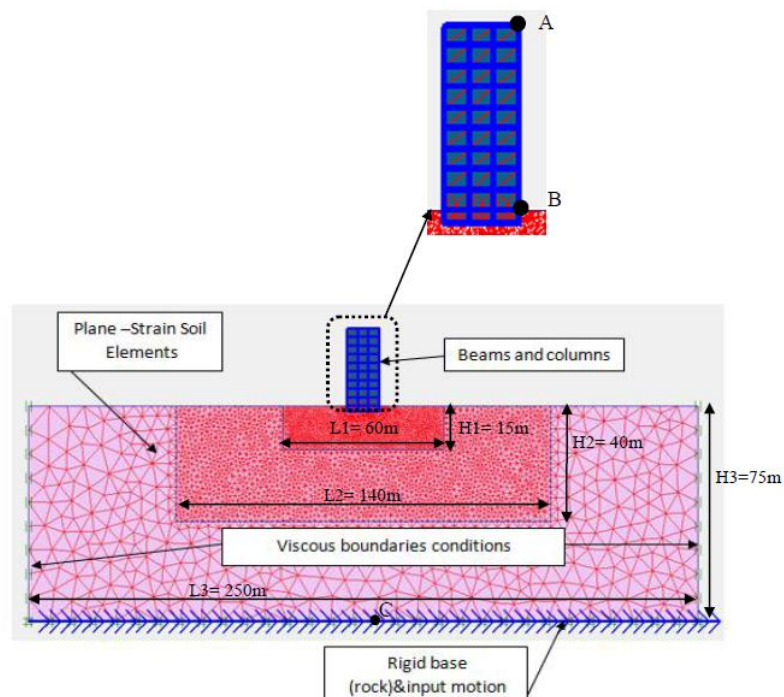 A
B
Plane –Strain Soil
Elements
Beams and columns
L1= 60m
H1= 15m
H2= 40m
H3=75m
L2= 140m
Viscous boundaries conditions
L3= 250m
C
Rigid base
(rock)&input motion